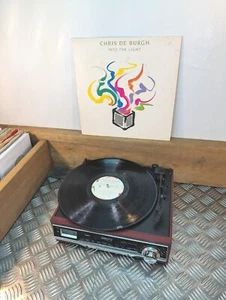 CHRIS DE BURGH
INTO THE LIGHT